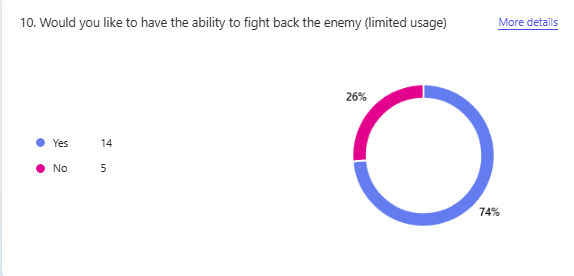 10. Would you like to have the ability to fight back the enemy (limited usage)
More details
26%
Yes 14
No 5
74%